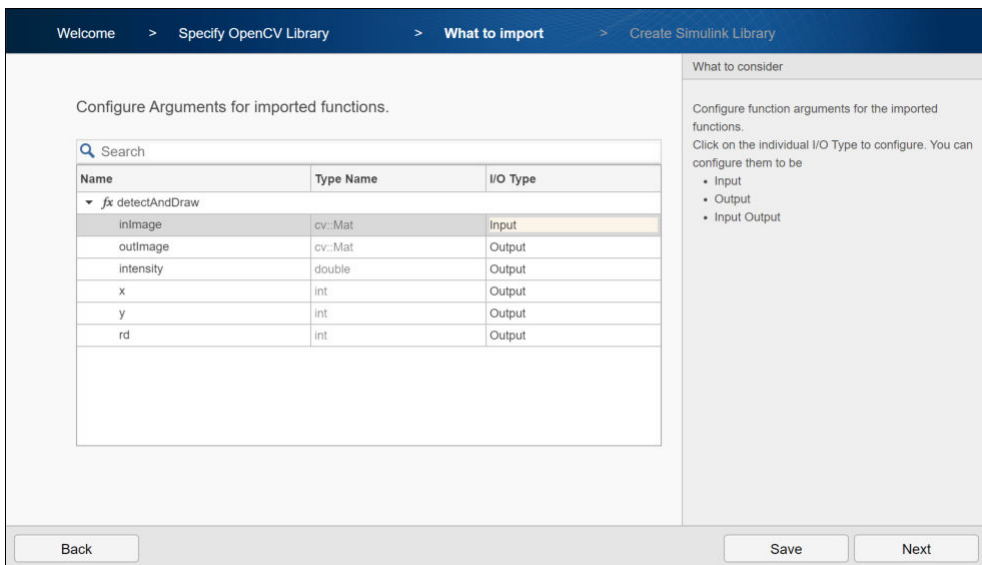 Welcome > Specify OpenCV Library > What to import > Create Simulink Library
What to consider
Configure Arguments for imported functions.
Search
Name Type Name I/O Type
fx detectAndDraw
inImage cv::Mat Input
outImage cv::Mat Output
intensity double Output
x int Output
y int Output
rd int Output
Configure function arguments for the imported
functions.
Click on the individual I/O Type to configure. You can
configure them to be
• Input
• Output
• Input Output
Back Save Next